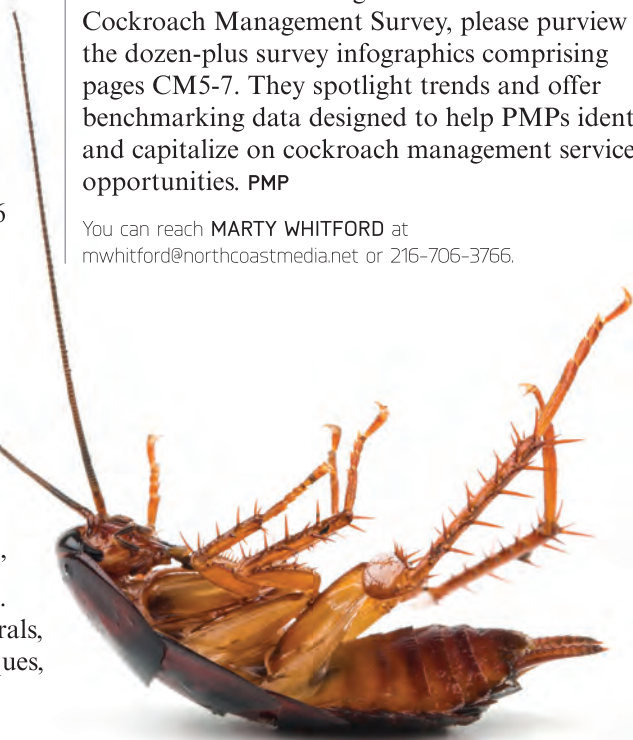 rals,
ques,
Cockroach Management Survey, please purview
the dozen-plus survey infographics comprising
pages CM5-7. They spotlight trends and offer
benchmarking data designed to help PMPs ident
and capitalize on cockroach management service
opportunities. PMP
You can reach MARTY WHITFORD at
mwhitford@northcoastmedia.net or 216-706-3766.